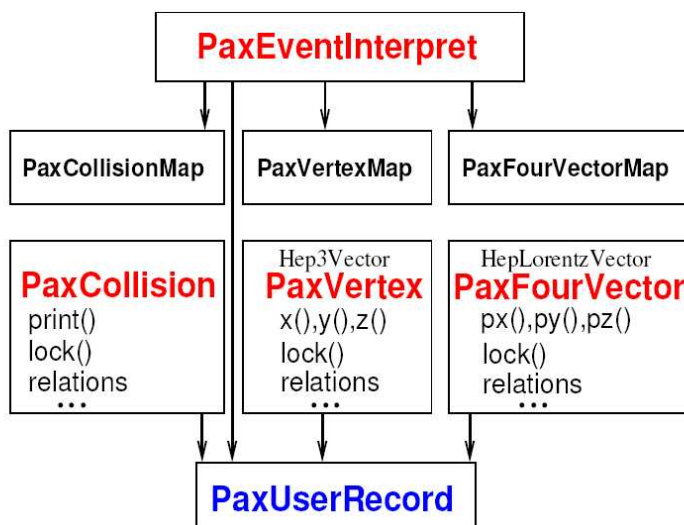 PaxEventInterpret
PaxCollisionMap
PaxVertexMap
PaxFourVectorMap
PaxCollision
print()
lock()
relations
...
Hep3Vector
PaxVertex
x(),y(),z()
lock()
relations
...
HepLorentzVector
PaxFourVector
px(),py(),pz()
lock()
relations
...
PaxUserRecord